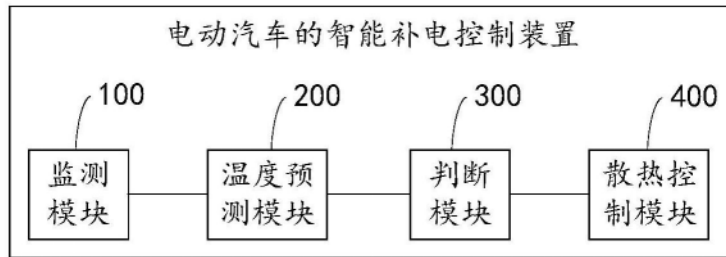 电动汽车的智能补电控制装置
100 200 300 400
监测 温度预 判断 散热控
模块 测模块 模块 制模块